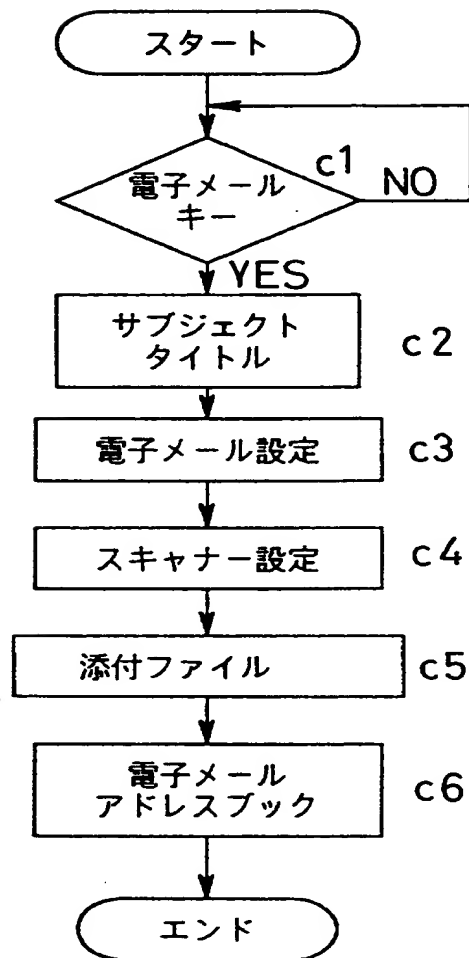 スタート
c1
電子メール
キー
NO
YES
サブジェクト
タイトル
c2
電子メール設定
c3
スキャナー設定
c4
添付ファイル
c5
電子メール
アドレスブック
c6
エンド